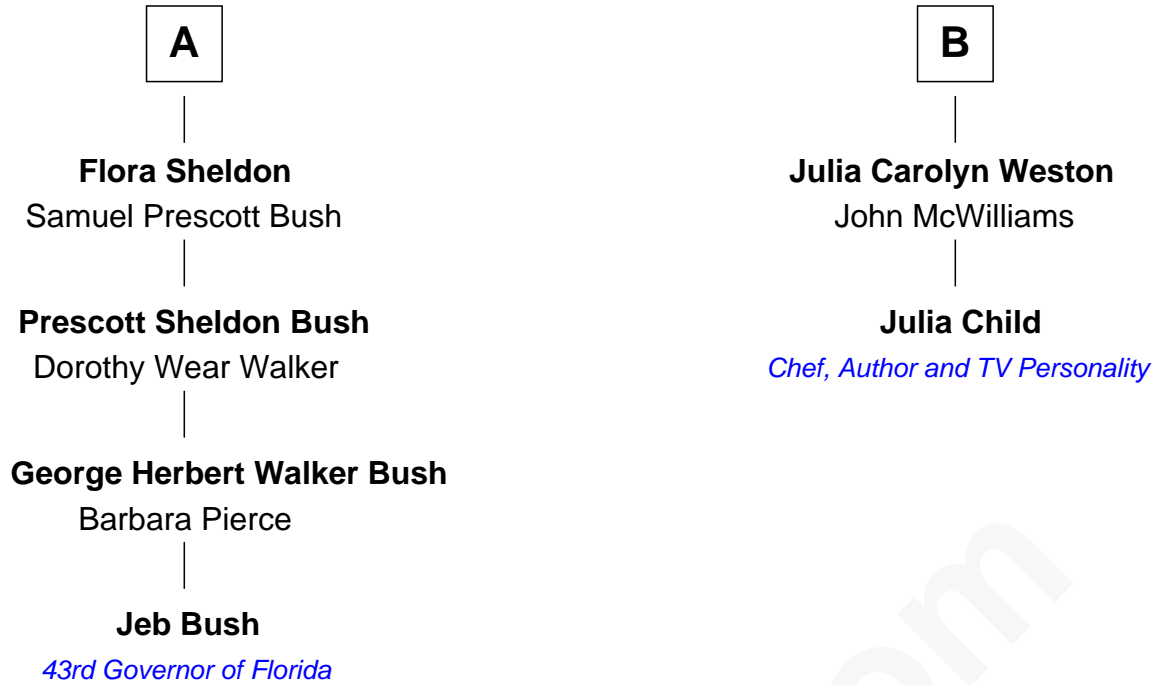 A
Flora Sheldon
Samuel Prescott Bush
Prescott Sheldon Bush
Dorothy Wear Walker
George Herbert Walker Bush
Barbara Pierce
Jeb Bush
43rd Governor of Florida
B
Julia Carolyn Weston
John McWilliams
Julia Child
Chef, Author and TV Personality
om